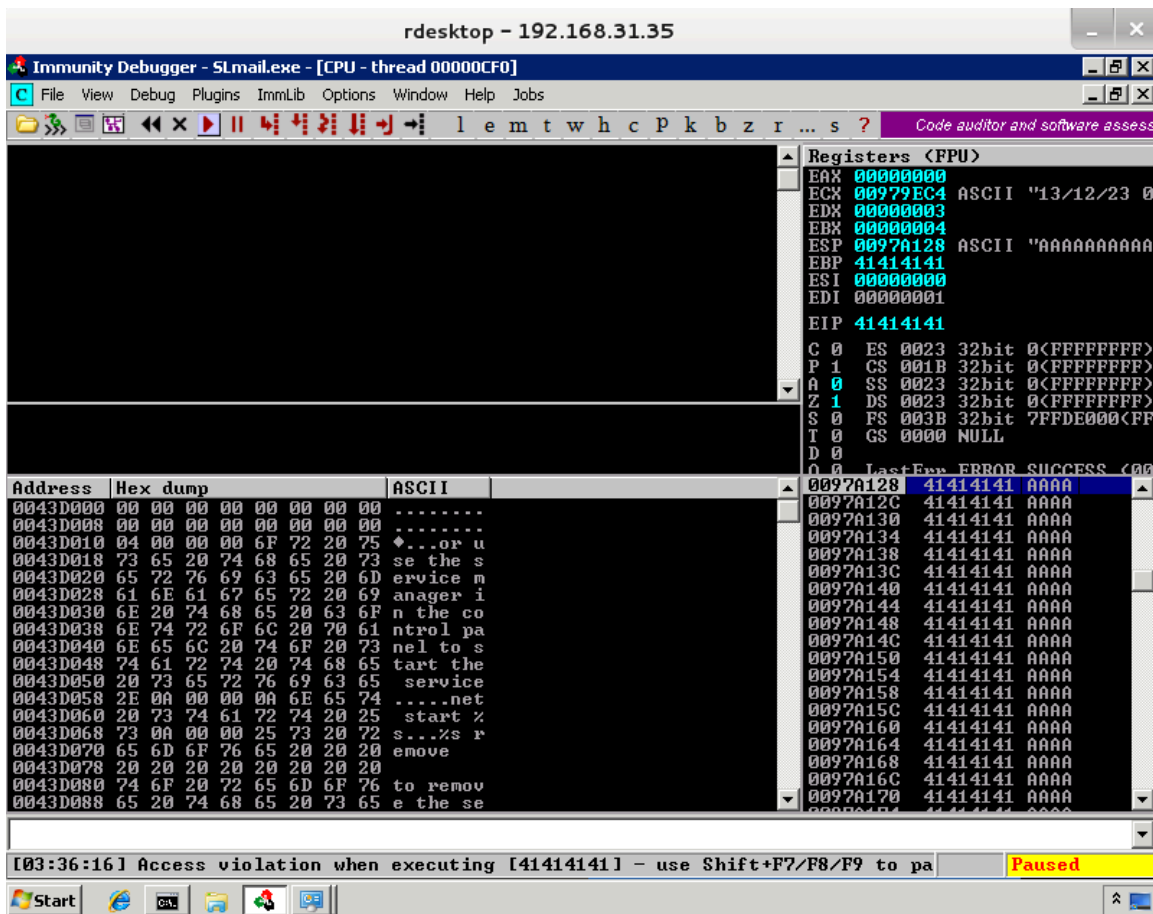 rdesktop - 192.168.31.35
Immunity Debugger - SLmail.exe - [CPU - thread 00000CF0]
C File View Debug Plugins ImmLib Options Window Help Jobs
l e m t w h c P k b z r ... s ? Code auditor and software assess
Registers (FPU)
EAX 00000000
ECX 00979EC4 ASCII "13/12/23 0
EDX 00000003
EBX 00000004
ESP 0097A128 ASCII "AAAAAAAAAA
EBP 41414141
ESI 00000000
EDI 00000001
EIP 41414141
C 0 ES 0023 32bit 0(FFFFFFFF)
P 1 CS 001B 32bit 0(FFFFFFFF)
A 0 SS 0023 32bit 0(FFFFFFFF)
Z 1 DS 0023 32bit 0(FFFFFFFF)
S 0 FS 003B 32bit 7FFDE000(FF
T 0 GS 0000 NULL
D 0
O 0 LastErr ERROR_SUCCESS (00
Address Hex dump ASCII
0043D000 00 00 00 00 00 00 00 00 ........
0043D008 00 00 00 00 00 00 00 00 ........
0043D010 04 00 00 00 6F 72 20 75 ♦...or u
0043D018 73 65 20 74 68 65 20 73 se the s
0043D020 65 72 76 69 63 65 20 6D ervice m
0043D028 61 6E 61 67 65 72 20 69 anager i
0043D030 6E 20 74 68 65 20 63 6F n the co
0043D038 6E 74 72 6F 6C 20 70 61 ntrol pa
0043D040 6E 65 6C 20 74 6F 20 73 nel to s
0043D048 74 61 72 74 20 74 68 65 tart the
0043D050 20 73 65 72 76 69 63 65  service
0043D058 2E 0A 00 00 0A 6E 65 74 .....net
0043D060 20 73 74 61 72 74 20 25  start %
0043D068 73 0A 00 00 25 73 20 72 s...%s r
0043D070 65 6D 6F 76 65 20 20 20 emove
0043D078 20 20 20 20 20 20 20 20
0043D080 74 6F 20 72 65 6D 6F 76 to remov
0043D088 65 20 74 68 65 20 73 65 e the se
0097A128 41414141 AAAA
0097A12C 41414141 AAAA
0097A130 41414141 AAAA
0097A134 41414141 AAAA
0097A138 41414141 AAAA
0097A13C 41414141 AAAA
0097A140 41414141 AAAA
0097A144 41414141 AAAA
0097A148 41414141 AAAA
0097A14C 41414141 AAAA
0097A150 41414141 AAAA
0097A154 41414141 AAAA
0097A158 41414141 AAAA
0097A15C 41414141 AAAA
0097A160 41414141 AAAA
0097A164 41414141 AAAA
0097A168 41414141 AAAA
0097A16C 41414141 AAAA
0097A170 41414141 AAAA
[03:36:16] Access violation when executing [41414141] - use Shift+F7/F8/F9 to pa
Paused
Start